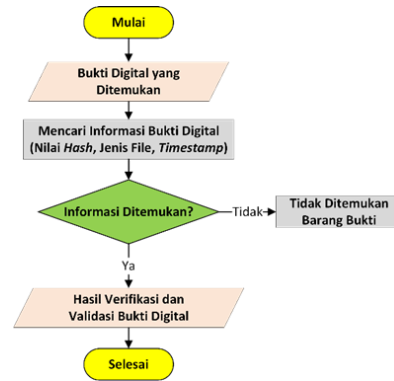 Mulai
Bukti Digital yang
Ditemukan
Mencari Informasi Bukti Digital
(Nilai Hash, Jenis File, Timestamp)
Informasi Ditemukan?
Tidak
Tidak Ditemukan
Barang Bukti
Ya
Hasil Verifikasi dan
Validasi Bukti Digital
Selesai